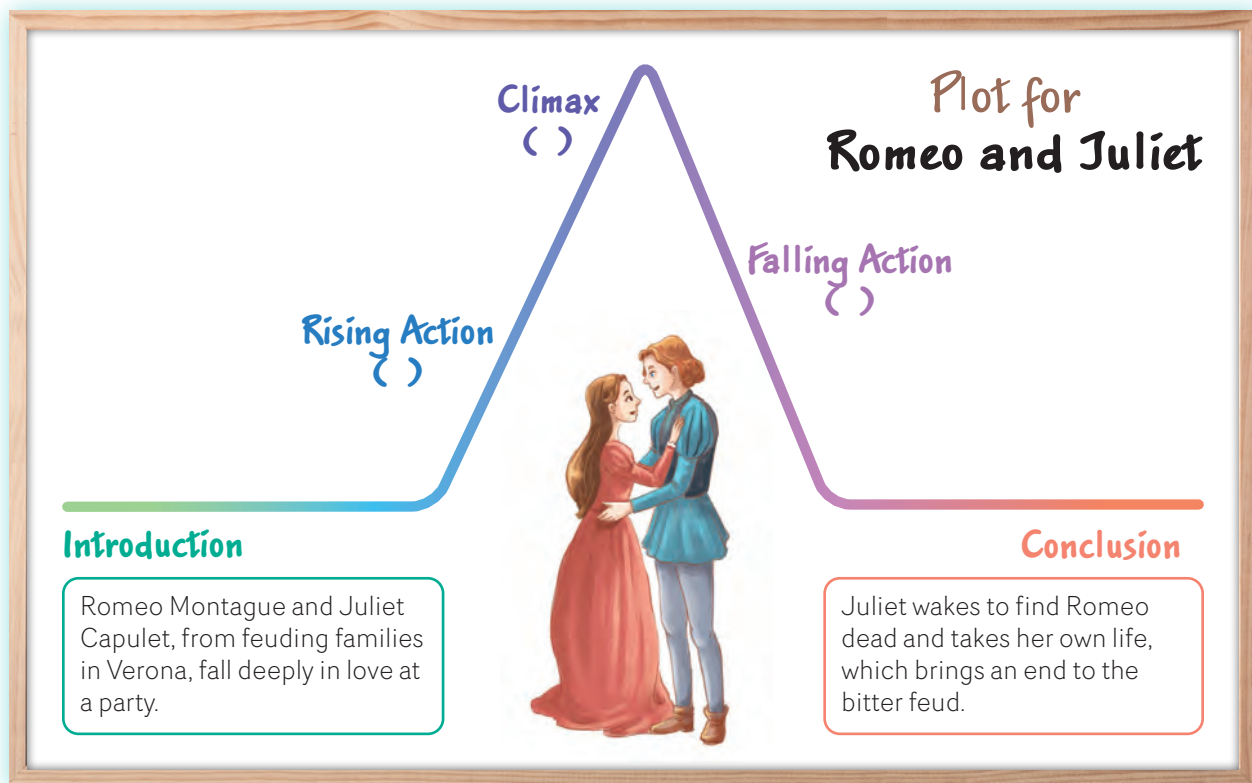 Plot for
Romeo and Juliet
Climax
( )
Falling Action
( )
Rising Action
( )
Introduction
Romeo Montague and Juliet
Capulet, from feuding families
in Verona, fall deeply in love at
a party.
Conclusion
Juliet wakes to find Romeo
dead and takes her own life,
which brings an end to the
bitter feud.